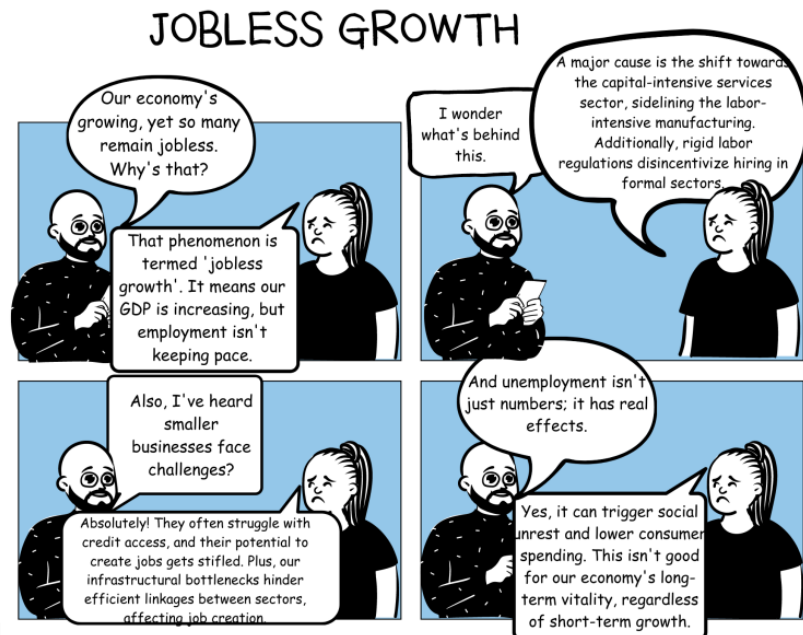 JOBLESS GROWTH
Our economy's
growing, yet so many
remain jobless.
Why's that?
That phenomenon is
termed 'jobless
growth'. It means our
GDP is increasing, but
employment isn't
keeping pace.
I wonder
what's behind
this.
A major cause is the shift towards
the capital-intensive services
sector, sidelining the labor-
intensive manufacturing.
Additionally, rigid labor
regulations disincentivize hiring in
formal sectors.
Also, I've heard
smaller
businesses face
challenges?
Absolutely! They often struggle with
credit access, and their potential to
create jobs gets stifled. Plus, our
infrastructural bottlenecks hinder
efficient linkages between sectors,
affecting job creation.
And unemployment isn't
just numbers; it has real
effects.
Yes, it can trigger social
unrest and lower consumer
spending. This isn't good
for our economy's long-
term vitality, regardless
of short-term growth.